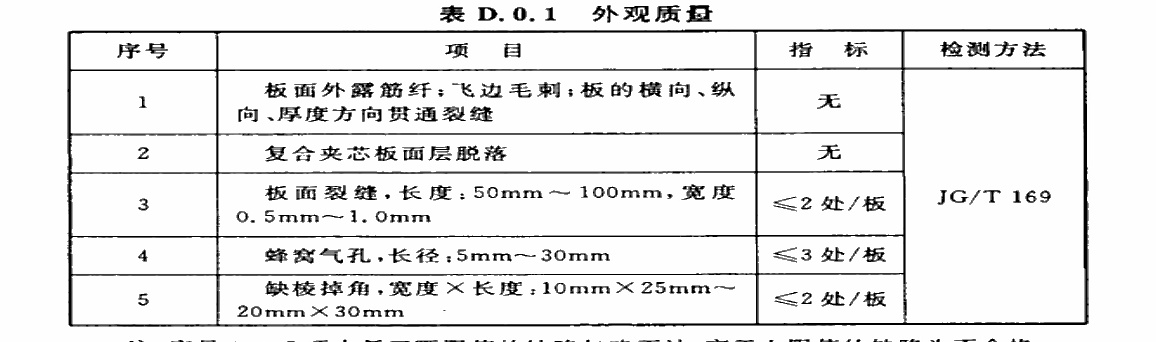 表 D.0.1 外观质量
序号 项 目 指 标 检测方法
1 板面外露筋纤；飞边毛刺；板的横向、纵 无
向、厚度方向贯通裂缝
2 复合夹芯板面层脱落 无
3 板面裂缝，长度：50mm～100mm，宽度 ≤2 处/板 JG/T 169
0.5mm～1.0mm
4 蜂窝气孔，长径：5mm～30mm ≤3 处/板
5 缺棱掉角，宽度×长度：10mm×25mm～ ≤2 处/板
20mm×30mm